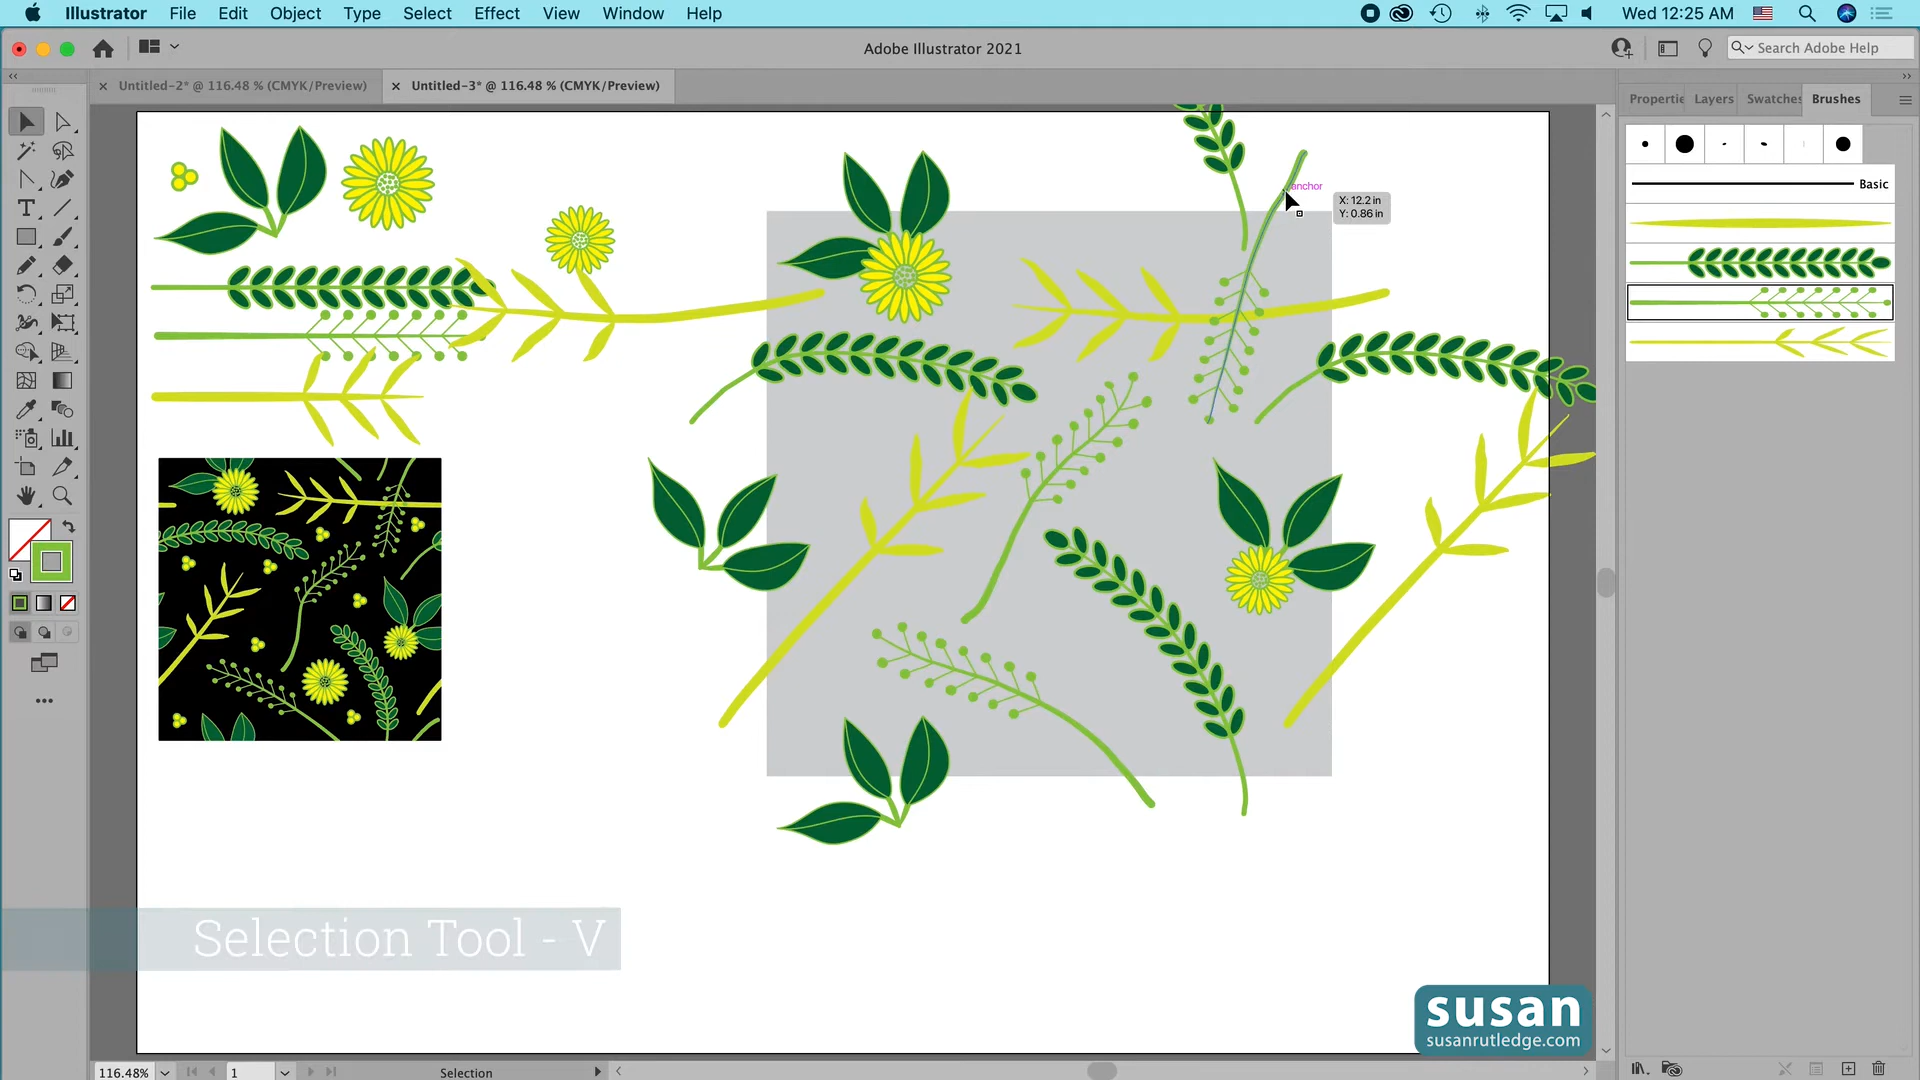 Illustrator File Edit Object Type Select Effect View Window Help
Wed 12:25 AM
Adobe Illustrator 2021
Search Adobe Help
Untitled-2* @ 116.48 % (CMYK/Preview)
Untitled-3* @ 116.48 % (CMYK/Preview)
Propertie Layers Swatches Brushes
Basic
anchor
X: 12.2 in
Y: 0.86 in
Selection Tool - V
susan
susanrutledge.com
116.48%
1
Selection